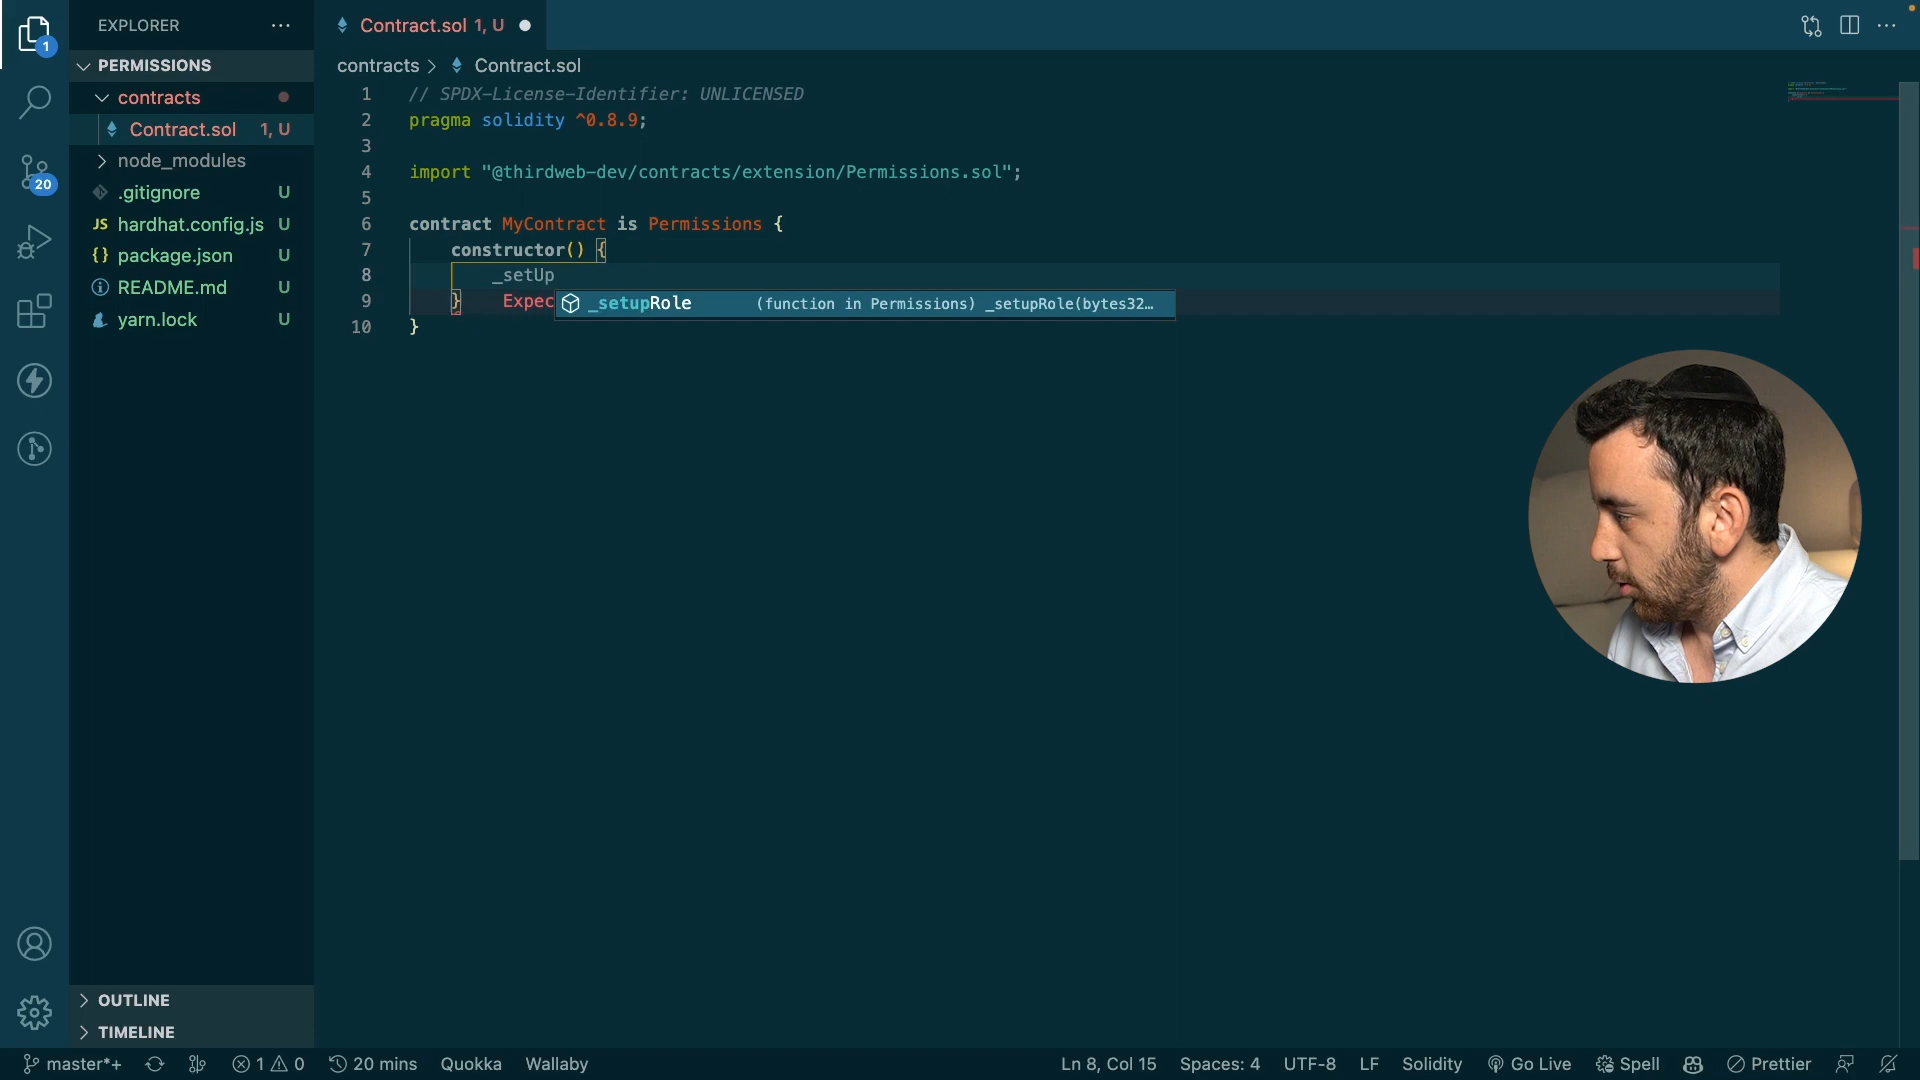 EXPLORER
Contract.sol 1, U
1
PERMISSIONS
contracts
Contract.sol 1, U
node_modules
.gitignore U
hardhat.config.js U
package.json U
README.md U
yarn.lock U
20
contracts > Contract.sol
1 // SPDX-License-Identifier: UNLICENSED
2 pragma solidity ^0.8.9;
3
4 import "@thirdweb-dev/contracts/extension/Permissions.sol";
5
6 contract MyContract is Permissions {
7 constructor() {
8 _setUp
9 } Expec
_setupRole (function in Permissions) _setupRole(bytes32…
10 }
OUTLINE
TIMELINE
master*+ 1 0 20 mins Quokka Wallaby Ln 8, Col 15 Spaces: 4 UTF-8 LF Solidity Go Live Spell Prettier